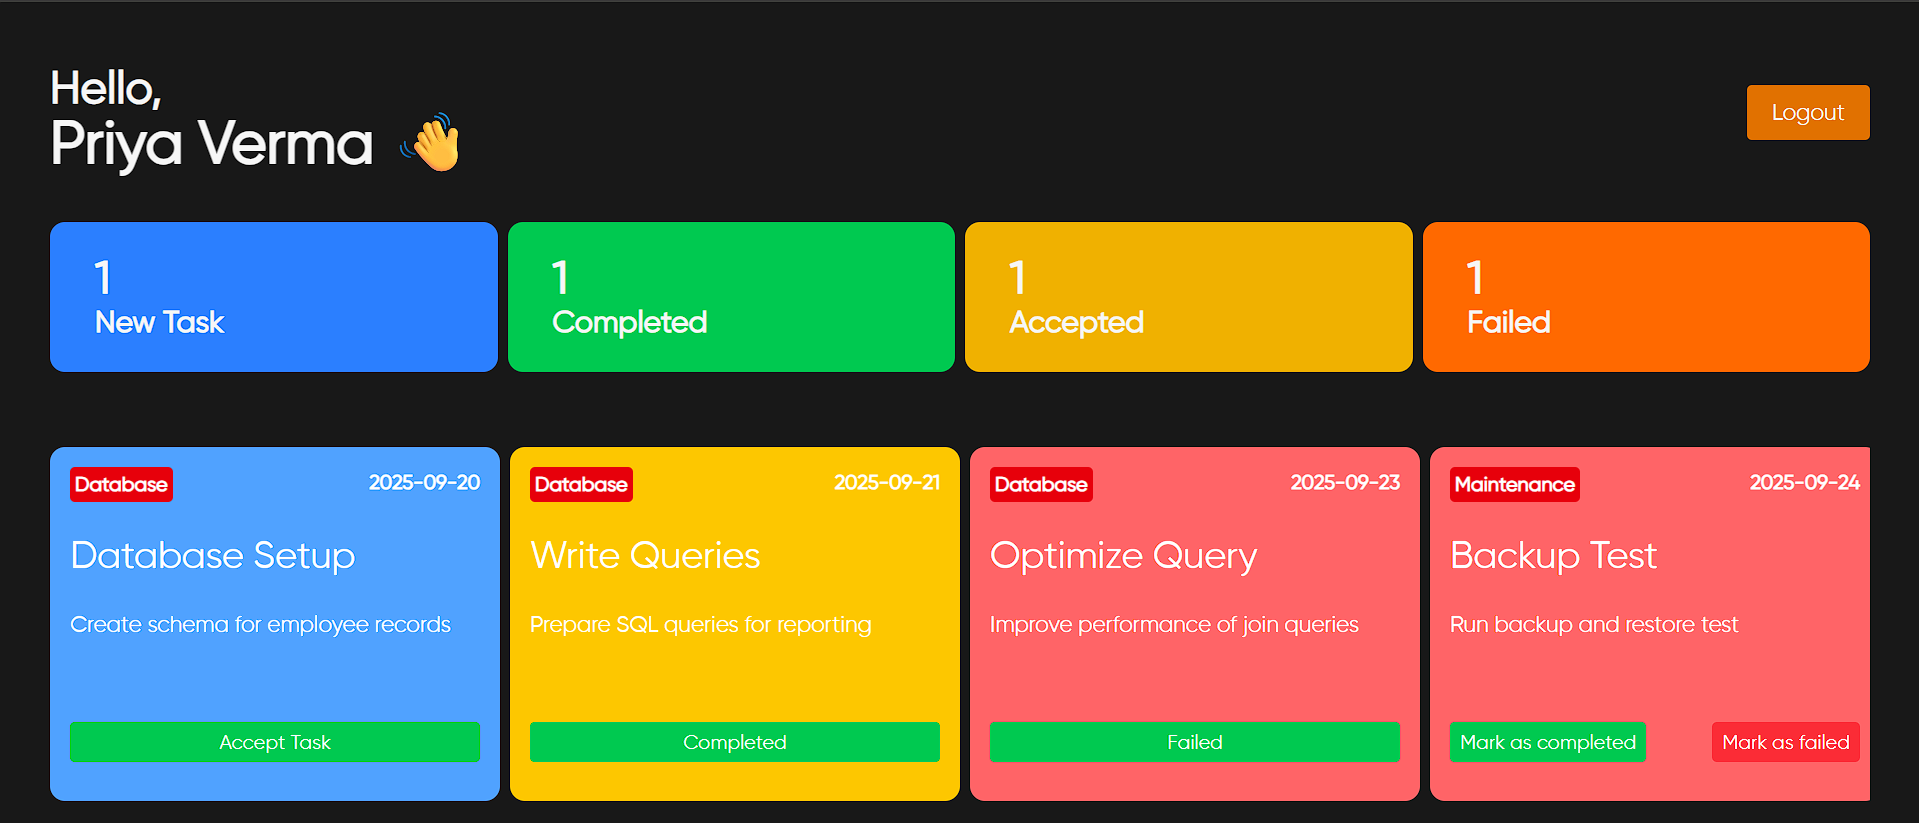 Hello,
Priya Verma 👋
Logout
1
New Task
1
Completed
1
Accepted
1
Failed
Database 2025-09-20
Database Setup
Create schema for employee records
Accept Task
Database 2025-09-21
Write Queries
Prepare SQL queries for reporting
Completed
Database 2025-09-23
Optimize Query
Improve performance of join queries
Failed
Maintenance 2025-09-24
Backup Test
Run backup and restore test
Mark as completed Mark as failed